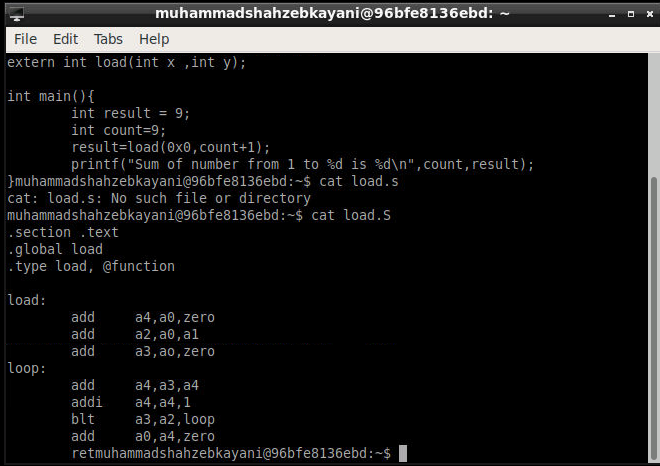 muhammadshahzebkayani@96bfe8136ebd: ~
File Edit Tabs Help
extern int load(int x ,int y);
int main(){
int result = 9;
int count=9;
result=load(0x0,count+1);
printf("Sum of number from 1 to %d is %d\n",count,result);
}muhammadshahzebkayani@96bfe8136ebd:~$ cat load.s
cat: load.s: No such file or directory
muhammadshahzebkayani@96bfe8136ebd:~$ cat load.S
.section .text
.global load
.type load, @function
load:
add a4,a0,zero
add a2,a0,a1
add a3,ao,zero
loop:
add a4,a3,a4
addi a4,a4,1
blt a3,a2,loop
add a0,a4,zero
retmuhammadshahzebkayani@96bfe8136ebd:~$